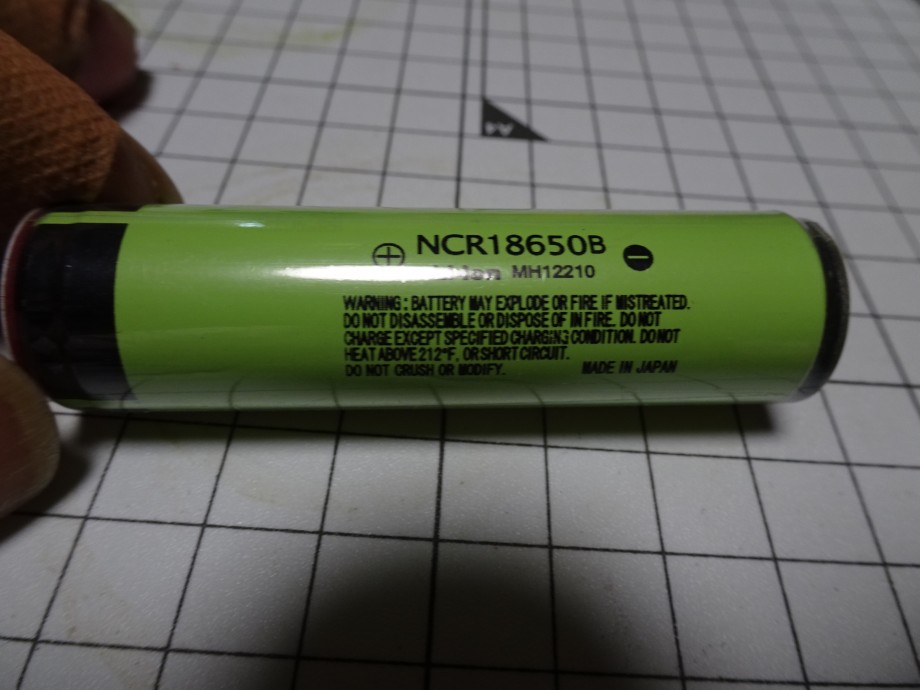 NCR18650B
MH12210
WARNING: BATTERY MAY EXPLODE OR FIRE IF MISTREATED.
DO NOT DISASSEMBLE OR DISPOSE OF IN FIRE. DO NOT
CHARGE EXCEPT SPECIFIED CHARGING CONDITION. DO NOT
HEAT ABOVE 212°F, OR SHORT CIRCUIT.
DO NOT CRUSH OR MODIFY. MADE IN JAPAN